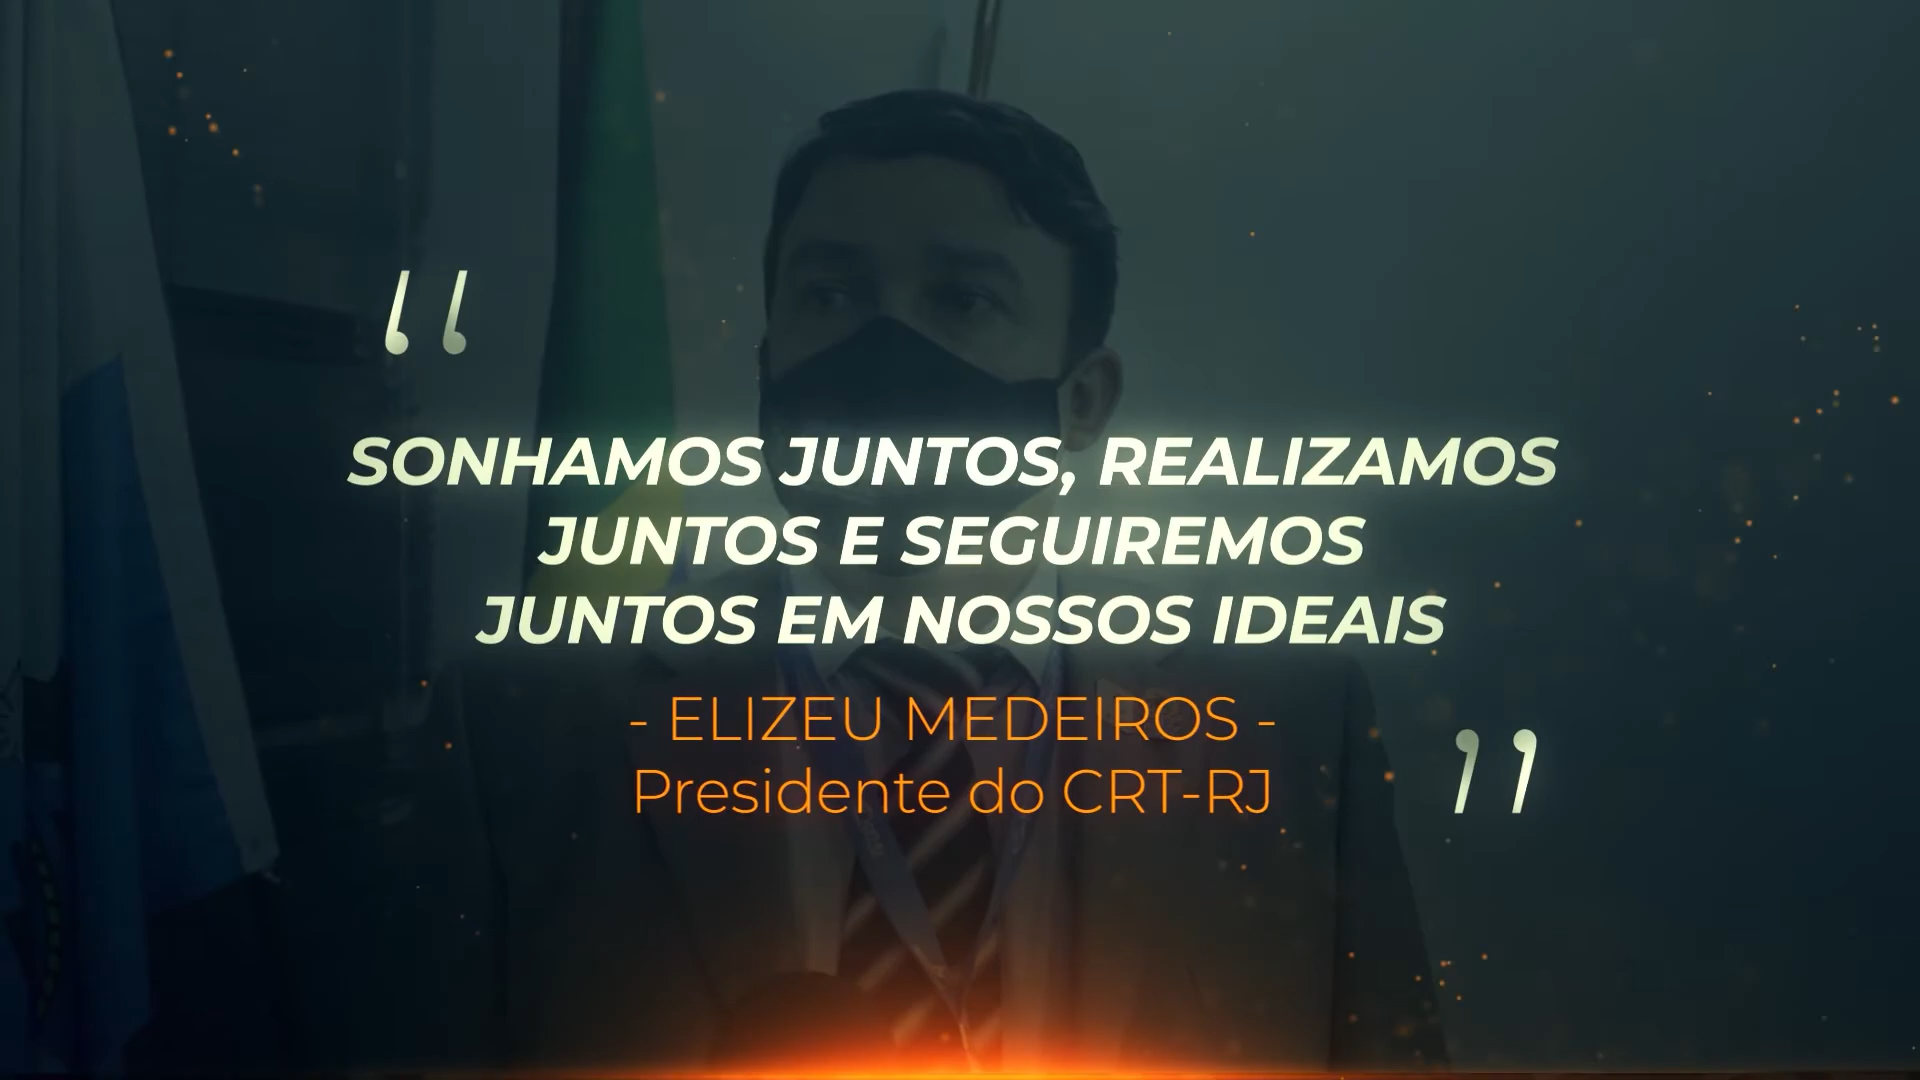 “
SONHAMOS JUNTOS, REALIZAMOS
JUNTOS E SEGUIREMOS
JUNTOS EM NOSSOS IDEAIS
- ELIZEU MEDEIROS -
Presidente do CRT-RJ
”